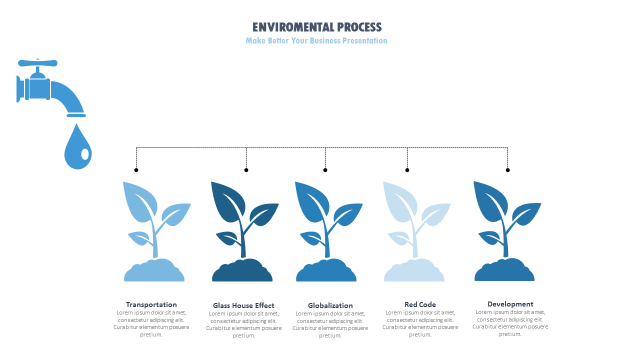 ENVIROMENTAL PROCESS
Make Better Your Business Presentation
Transportation
Lorem ipsum dolor sit amet,
consectetur adipiscing elit.
Curabitur elementum posuere
pretium.
Glass House Effect
Lorem ipsum dolor sit amet,
consectetur adipiscing elit.
Curabitur elementum posuere
pretium.
Globalization
Lorem ipsum dolor sit amet,
consectetur adipiscing elit.
Curabitur elementum posuere
pretium.
Red Code
Lorem ipsum dolor sit amet,
consectetur adipiscing elit.
Curabitur elementum posuere
pretium.
Development
Lorem ipsum dolor sit amet,
consectetur adipiscing elit.
Curabitur elementum posuere
pretium.